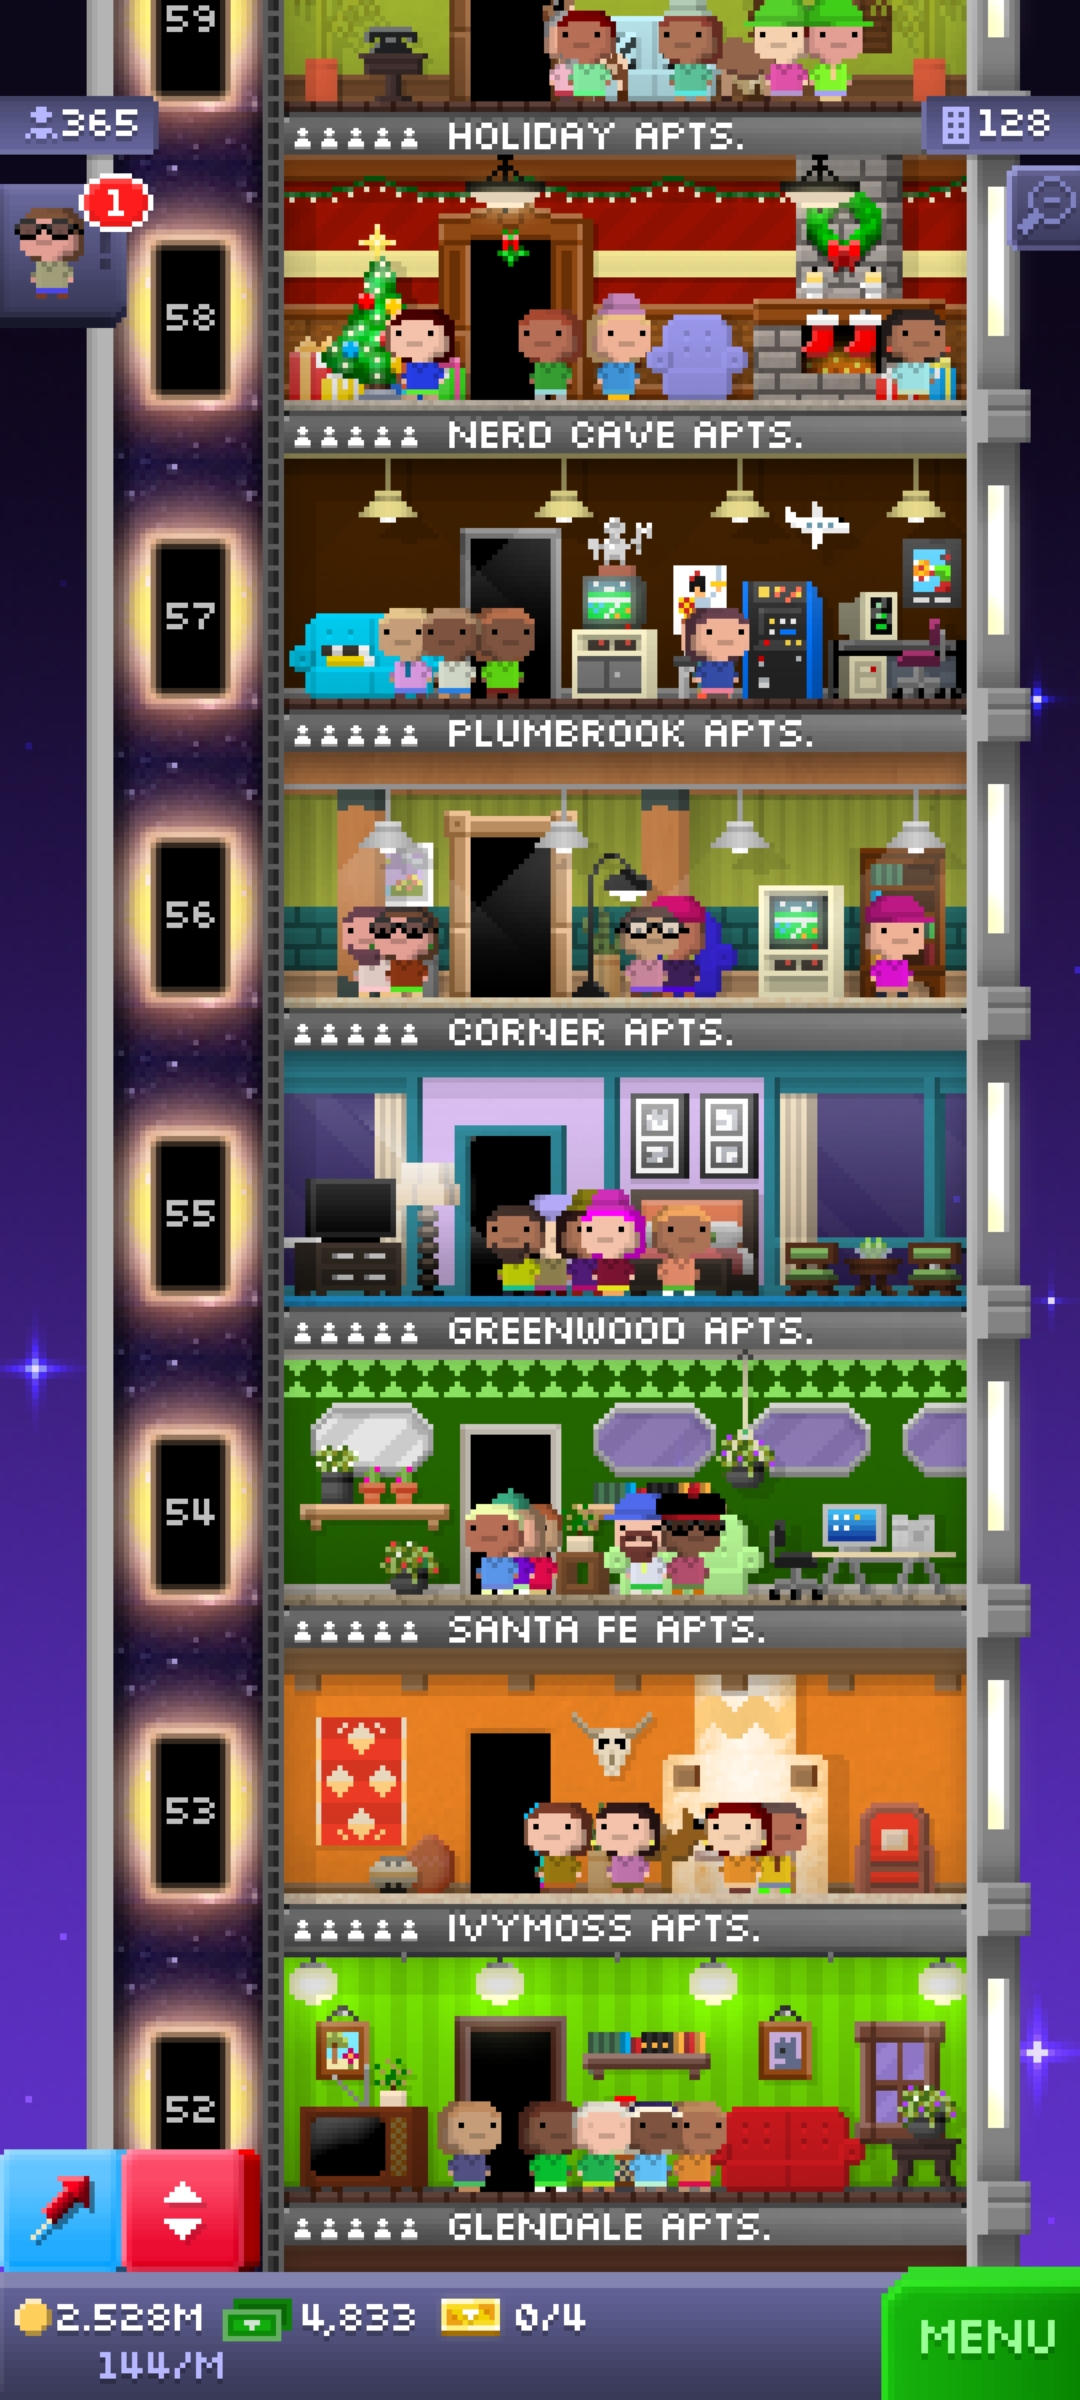 59
365
HOLIDAY APTS.
128
1
58
NERD CAVE APTS.
57
PLUMBROOK APTS.
56
CORNER APTS.
55
GREENWOOD APTS.
54
SANTA FE APTS.
53
IVYMOSS APTS.
52
GLENDALE APTS.
2.528M 4,833 0/4
144/M
MENU